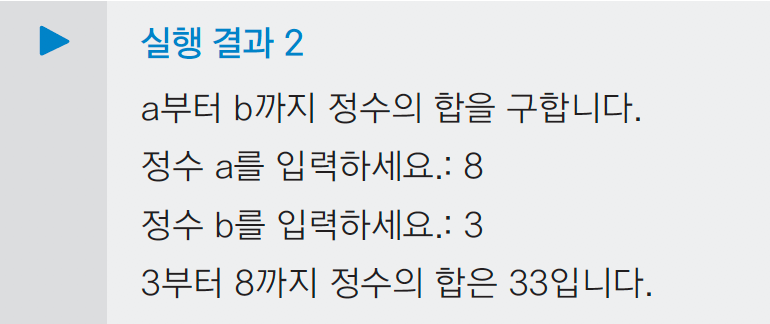 실행 결과 2
a부터 b까지 정수의 합을 구합니다.
정수 a를 입력하세요.: 8
정수 b를 입력하세요.: 3
3부터 8까지 정수의 합은 33입니다.